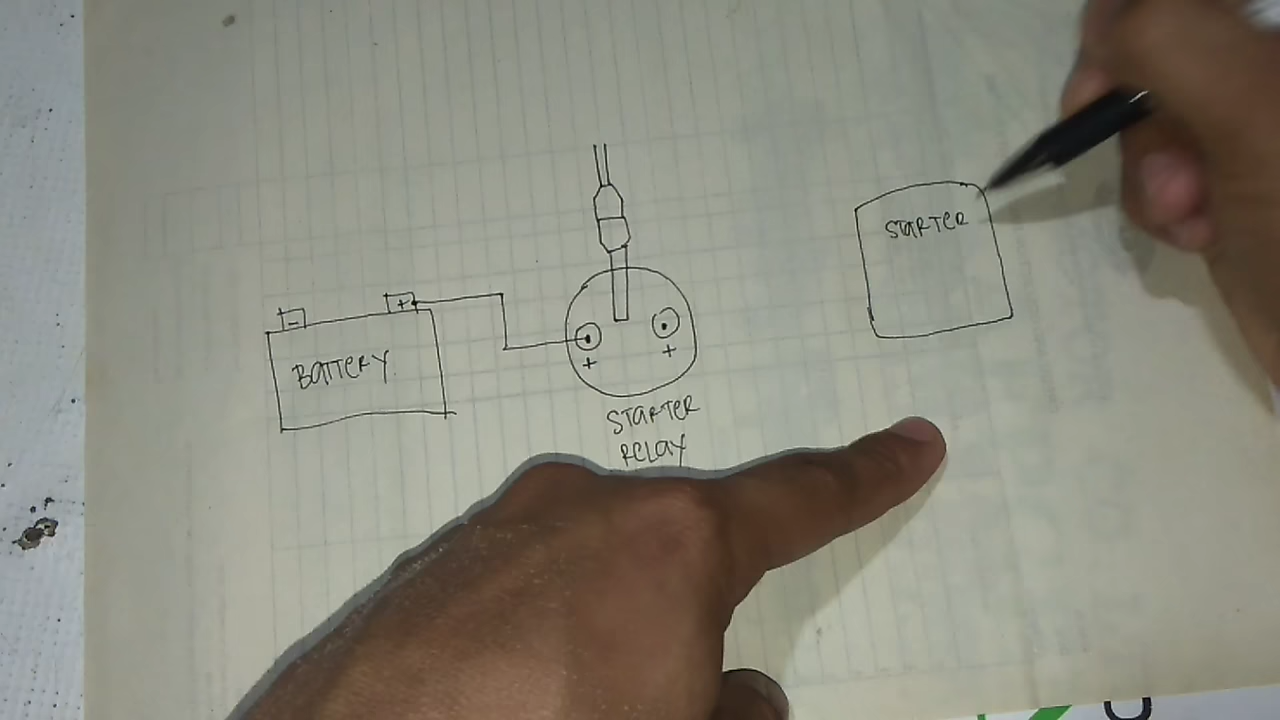 STARTER
- +
BATTERY.
+ +
STARTER
RELAY